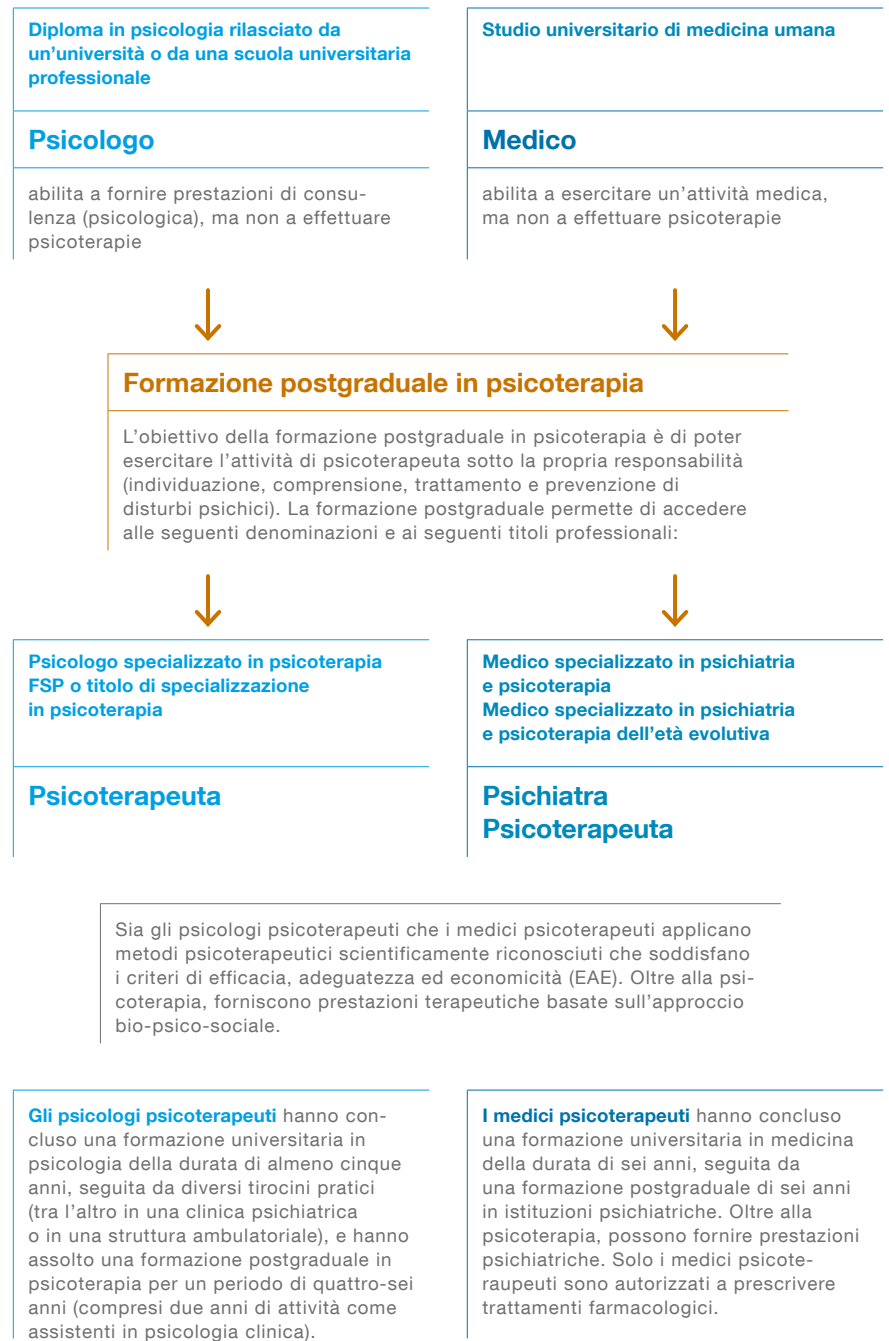 Diploma in psicologia rilasciato da
un'università o da una scuola universitaria
professionale
Psicologo
abilita a fornire prestazioni di consu-
lenza (psicologica), ma non a effettuare
psicoterapie
Studio universitario di medicina umana
Medico
abilita a esercitare un'attività medica,
ma non a effettuare psicoterapie
Formazione postgraduale in psicoterapia
L'obiettivo della formazione postgraduale in psicoterapia è di poter
esercitare l'attività di psicoterapeuta sotto la propria responsabilità
(individuazione, comprensione, trattamento e prevenzione di
disturbi psichici). La formazione postgraduale permette di accedere
alle seguenti denominazioni e ai seguenti titoli professionali:
Psicologo specializzato in psicoterapia
FSP o titolo di specializzazione
in psicoterapia
Psicoterapeuta
Medico specializzato in psichiatria
e psicoterapia
Medico specializzato in psichiatria
e psicoterapia dell'età evolutiva
Psichiatra
Psicoterapeuta
Sia gli psicologi psicoterapeuti che i medici psicoterapeuti applicano
metodi psicoterapeutici scientificamente riconosciuti che soddisfano
i criteri di efficacia, adeguatezza ed economicità (EAE). Oltre alla psi-
coterapia, forniscono prestazioni terapeutiche basate sull'approccio
bio-psico-sociale.
Gli psicologi psicoterapeuti hanno con-
cluso una formazione universitaria in
psicologia della durata di almeno cinque
anni, seguita da diversi tirocini pratici
(tra l'altro in una clinica psichiatrica
o in una struttura ambulatoriale), e hanno
assolto una formazione postgraduale in
psicoterapia per un periodo di quattro-sei
anni (compresi due anni di attività come
assistenti in psicologia clinica).
I medici psicoterapeuti hanno concluso
una formazione universitaria in medicina
della durata di sei anni, seguita da
una formazione postgraduale di sei anni
in istituzioni psichiatriche. Oltre alla
psicoterapia, possono fornire prestazioni
psichiatriche. Solo i medici psicote-
raupeuti sono autorizzati a prescrivere
trattamenti farmacologici.